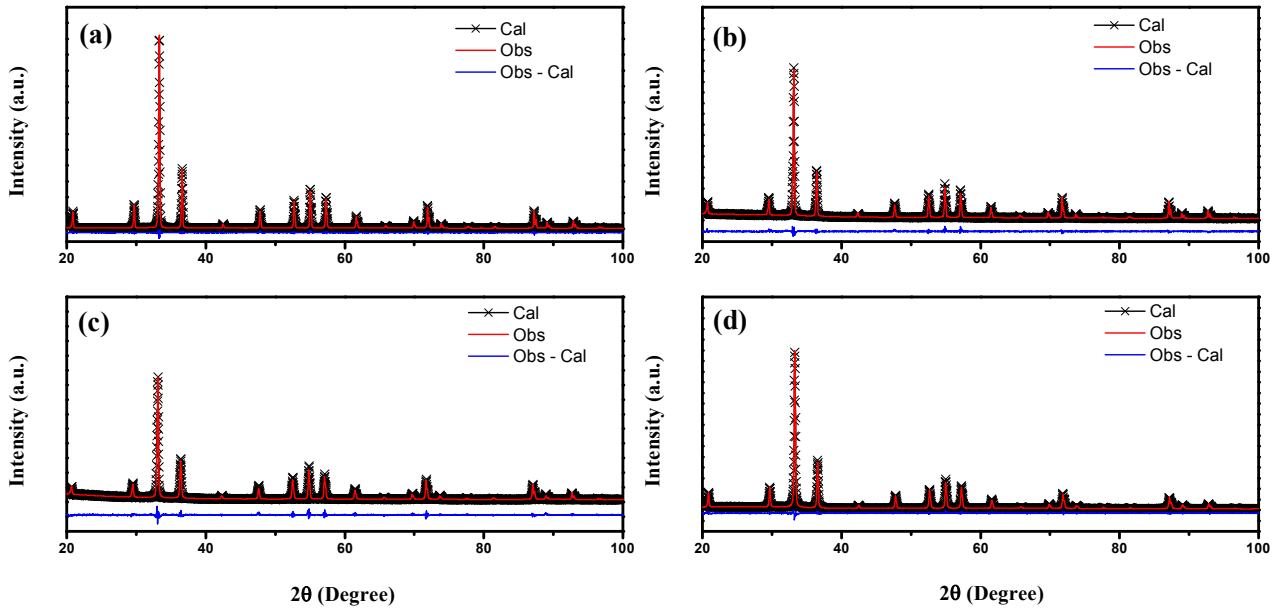 (a)
Cal
Obs
Obs - Cal
Intensity (a.u.)
20 40 60 80 100
(b)
Cal
Obs
Obs - Cal
Intensity (a.u.)
20 40 60 80 100
(c)
Cal
Obs
Obs - Cal
Intensity (a.u.)
20 40 60 80 100
2θ (Degree)
(d)
Cal
Obs
Obs - Cal
Intensity (a.u.)
20 40 60 80 100
2θ (Degree)